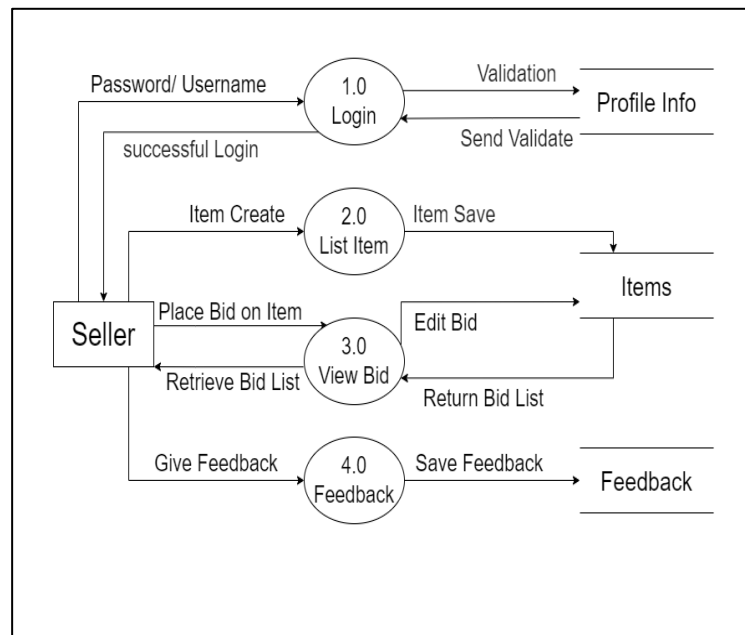 Password/ Username
1.0
Login
Validation
Profile Info
Send Validate
successful Login
Item Create
2.0
List Item
Item Save
Items
Seller
Place Bid on Item
3.0
View Bid
Edit Bid
Retrieve Bid List
Return Bid List
Give Feedback
4.0
Feedback
Save Feedback
Feedback